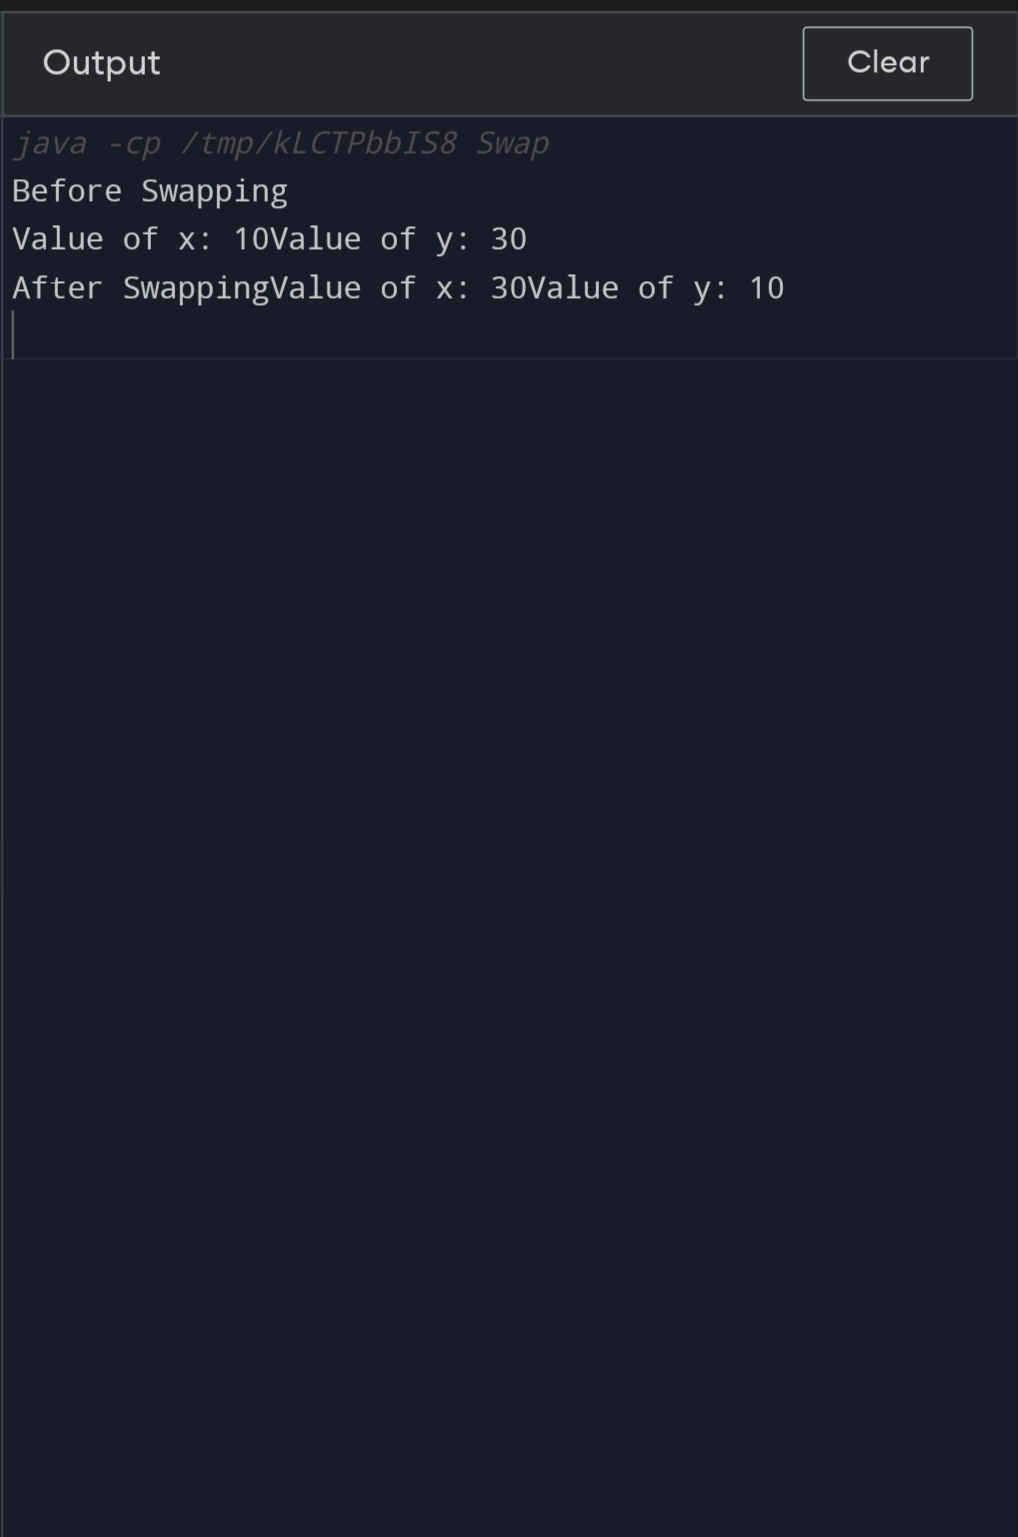 Output
Clear
java -cp /tmp/kLCTPbbIS8 Swap
Before Swapping
Value of x: 10Value of y: 30
After SwappingValue of x: 30Value of y: 10